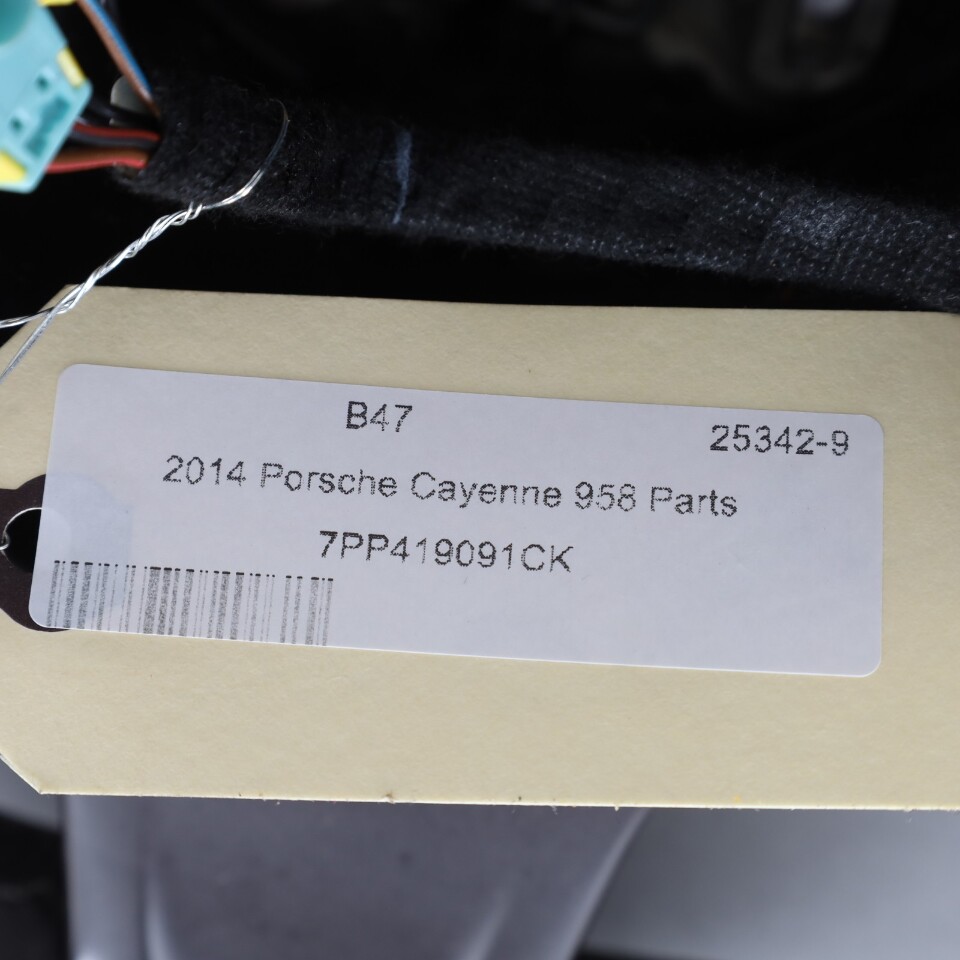 B47
25342-9
2014 Porsche Cayenne 958 Parts
7PP419091CK